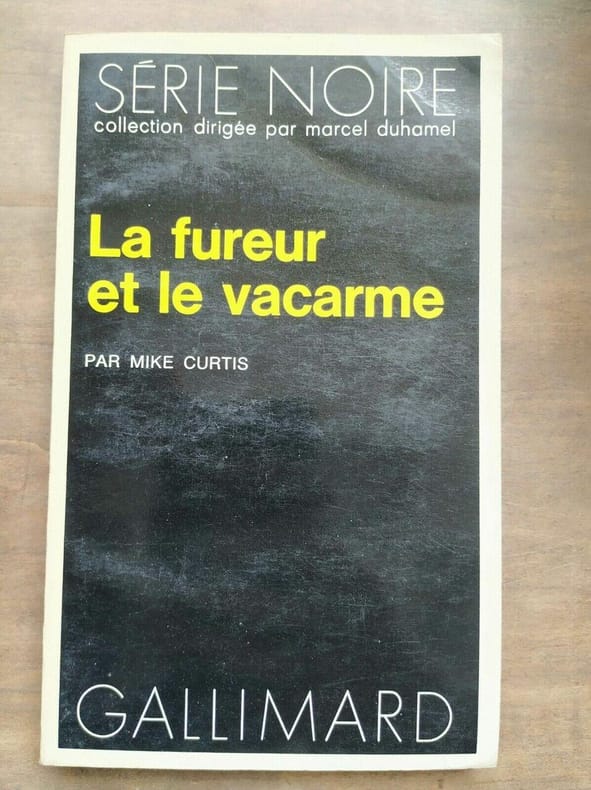 SÉRIE NOIRE
collection dirigée par marcel duhamel
La fureur
et le vacarme
PAR MIKE CURTIS
GALLIMARD